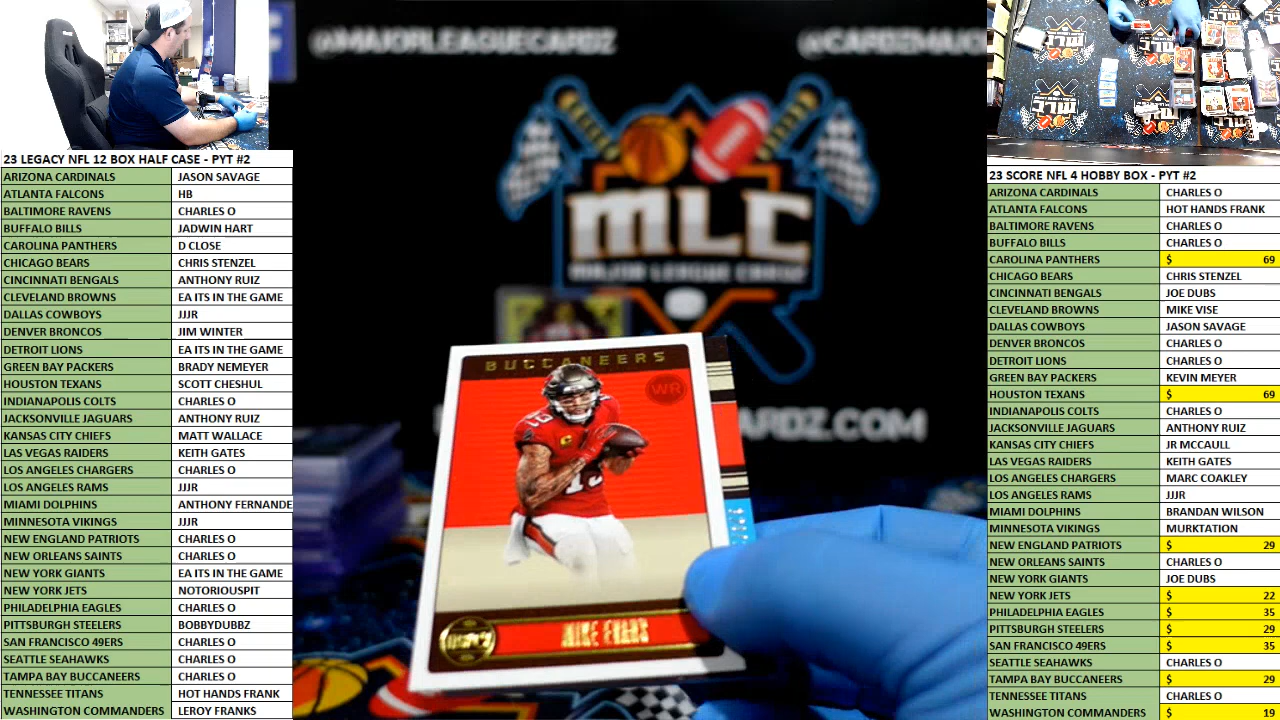 @MAJORLEAGUECARDZ
@CARDZMAJO
23 LEGACY NFL 12 BOX HALF CASE - PYT #2
ARIZONA CARDINALS JASON SAVAGE
ATLANTA FALCONS HB
BALTIMORE RAVENS CHARLES O
BUFFALO BILLS JADWIN HART
CAROLINA PANTHERS D CLOSE
CHICAGO BEARS CHRIS STENZEL
CINCINNATI BENGALS ANTHONY RUIZ
CLEVELAND BROWNS EA ITS IN THE GAME
DALLAS COWBOYS JJJR
DENVER BRONCOS JIM WINTER
DETROIT LIONS EA ITS IN THE GAME
GREEN BAY PACKERS BRADY NEMEYER
HOUSTON TEXANS SCOTT CHESHUL
INDIANAPOLIS COLTS CHARLES O
JACKSONVILLE JAGUARS ANTHONY RUIZ
KANSAS CITY CHIEFS MATT WALLACE
LAS VEGAS RAIDERS KEITH GATES
LOS ANGELES CHARGERS CHARLES O
LOS ANGELES RAMS JJJR
MIAMI DOLPHINS ANTHONY FERNANDE
MINNESOTA VIKINGS JJJR
NEW ENGLAND PATRIOTS CHARLES O
NEW ORLEANS SAINTS CHARLES O
NEW YORK GIANTS EA ITS IN THE GAME
NEW YORK JETS NOTORIOUSPIT
PHILADELPHIA EAGLES CHARLES O
PITTSBURGH STEELERS BOBBYDUBBZ
SAN FRANCISCO 49ERS CHARLES O
SEATTLE SEAHAWKS CHARLES O
TAMPA BAY BUCCANEERS CHARLES O
TENNESSEE TITANS HOT HANDS FRANK
WASHINGTON COMMANDERS LEROY FRANKS
MLC
MAJOR LEAGUE CARDZ
CARDZ.COM
BUCCANEERS
WR
13
LEGACY
MIKE EVANS
MLC
MLC
23 SCORE NFL 4 HOBBY BOX - PYT #2
ARIZONA CARDINALS CHARLES O
ATLANTA FALCONS HOT HANDS FRANK
BALTIMORE RAVENS CHARLES O
BUFFALO BILLS CHARLES O
CAROLINA PANTHERS $ 69
CHICAGO BEARS CHRIS STENZEL
CINCINNATI BENGALS JOE DUBS
CLEVELAND BROWNS MIKE VISE
DALLAS COWBOYS JASON SAVAGE
DENVER BRONCOS CHARLES O
DETROIT LIONS CHARLES O
GREEN BAY PACKERS KEVIN MEYER
HOUSTON TEXANS $ 69
INDIANAPOLIS COLTS CHARLES O
JACKSONVILLE JAGUARS ANTHONY RUIZ
KANSAS CITY CHIEFS JR MCCAULL
LAS VEGAS RAIDERS KEITH GATES
LOS ANGELES CHARGERS MARC COAKLEY
LOS ANGELES RAMS JJJR
MIAMI DOLPHINS BRANDAN WILSON
MINNESOTA VIKINGS MURKTATION
NEW ENGLAND PATRIOTS $ 29
NEW ORLEANS SAINTS CHARLES O
NEW YORK GIANTS JOE DUBS
NEW YORK JETS $ 22
PHILADELPHIA EAGLES $ 35
PITTSBURGH STEELERS $ 29
SAN FRANCISCO 49ERS $ 35
SEATTLE SEAHAWKS CHARLES O
TAMPA BAY BUCCANEERS $ 29
TENNESSEE TITANS CHARLES O
WASHINGTON COMMANDERS $ 19